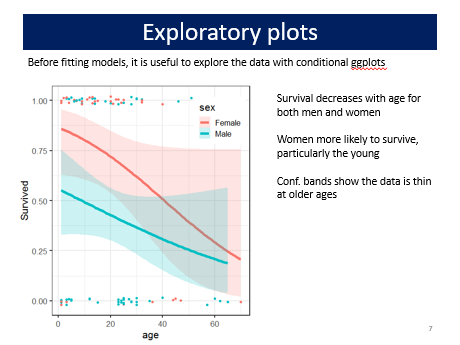 Exploratory plots
Before fitting models, it is useful to explore the data with conditional ggplots
Survival decreases with age for
both men and women
Women more likely to survive,
particularly the young
Conf. bands show the data is thin
at older ages
sex
Female
Male
Survived
1.00
0.75
0.50
0.25
0.00
0
20
40
60
age
7